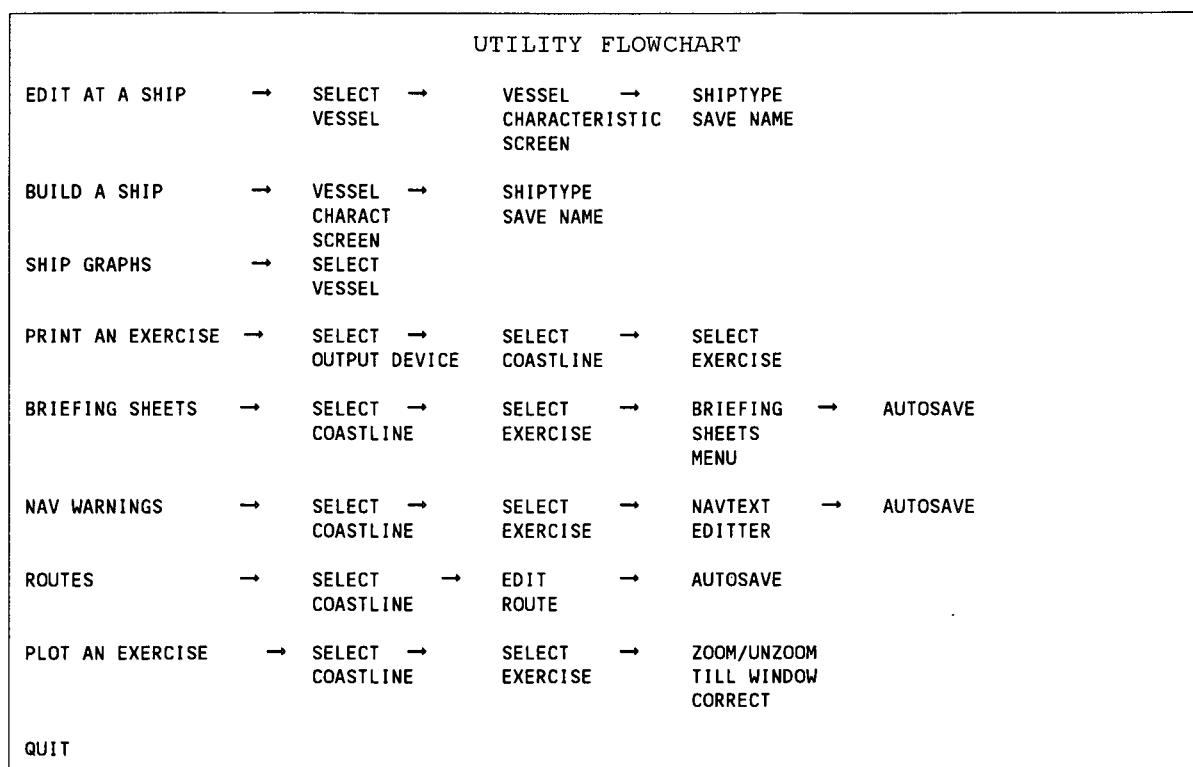 UTILITY FLOWCHART
EDIT AT A SHIP → SELECT → VESSEL → SHIPTYPE
VESSEL CHARACTERISTIC SAVE NAME
SCREEN
BUILD A SHIP → VESSEL → SHIPTYPE
CHARACT SAVE NAME
SCREEN
SHIP GRAPHS → SELECT
VESSEL
PRINT AN EXERCISE → SELECT → SELECT → SELECT
OUTPUT DEVICE COASTLINE EXERCISE
BRIEFING SHEETS → SELECT → SELECT → BRIEFING → AUTOSAVE
COASTLINE EXERCISE SHEETS
MENU
NAV WARNINGS → SELECT → SELECT → NAVTEXT → AUTOSAVE
COASTLINE EXERCISE EDITTER
ROUTES → SELECT → EDIT → AUTOSAVE
COASTLINE ROUTE
PLOT AN EXERCISE → SELECT → SELECT → ZOOM/UNZOOM
COASTLINE EXERCISE TILL WINDOW
CORRECT
QUIT